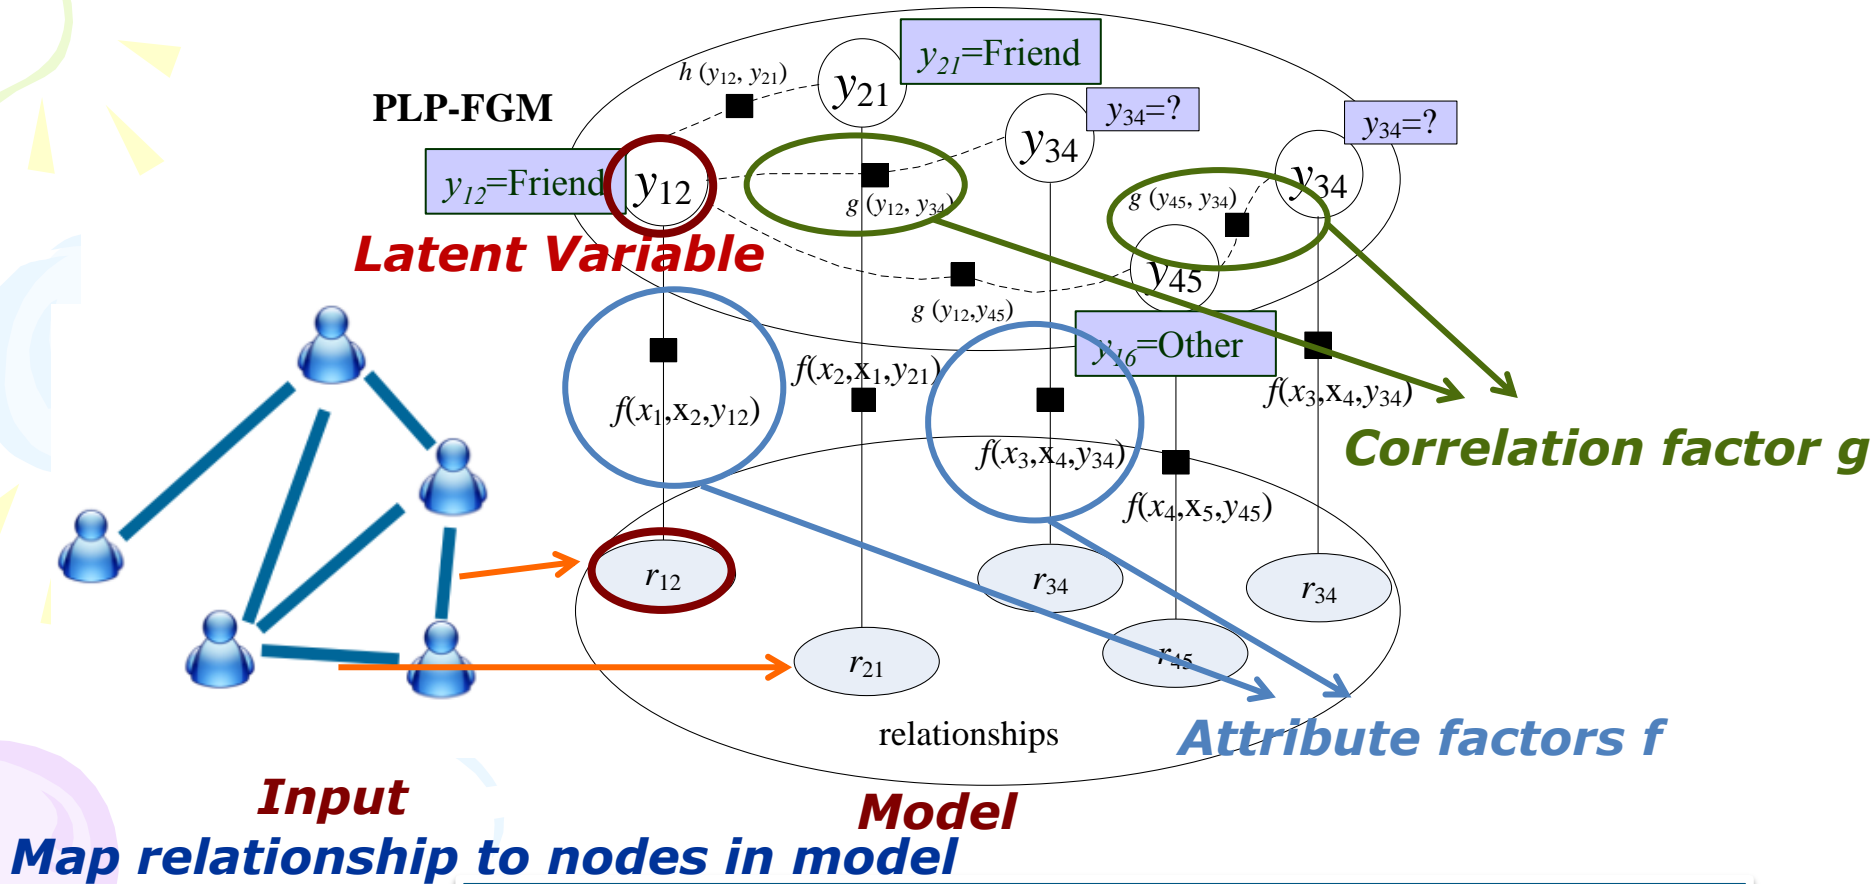 PLP-FGM
h (y12, y21)
y21
y21=Friend
y34
y34=?
y34=?
y34
y12=Friend
y12
g (y12, y34)
g (y45, y34)
Latent Variable
y45
g (y12,y45)
y16=Other
f(x1,x2,y12)
f(x2,x1,y21)
f(x3,x4,y34)
f(x3,x4,y34)
Correlation factor g
f(x4,x5,y45)
r12
r34
r34
r21
r45
relationships
Attribute factors f
Input
Model
Map relationship to nodes in model